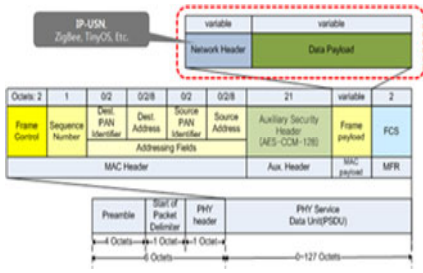 IP-USN,
ZigBee, TinyOS, Etc.
variable variable
Network Header Data Payload
Octets: 2 1 0/2 0/2/8 0/2 0/2/8 21 variable 2
Frame Control Sequence Number Dest. PAN Identifier Dest. Address Source PAN Identifier Source Address Auxiliary Security Header (AES-CCM-128) Frame payload FCS
Addressing Fields
MAC Header Aux. Header MAC payload MFR
Preamble Start of Packet Delimiter PHY header PHY Service Data Unit(PSDU)
4 Octets 1 Octet 1 Octet
Octets 0~127 Octets